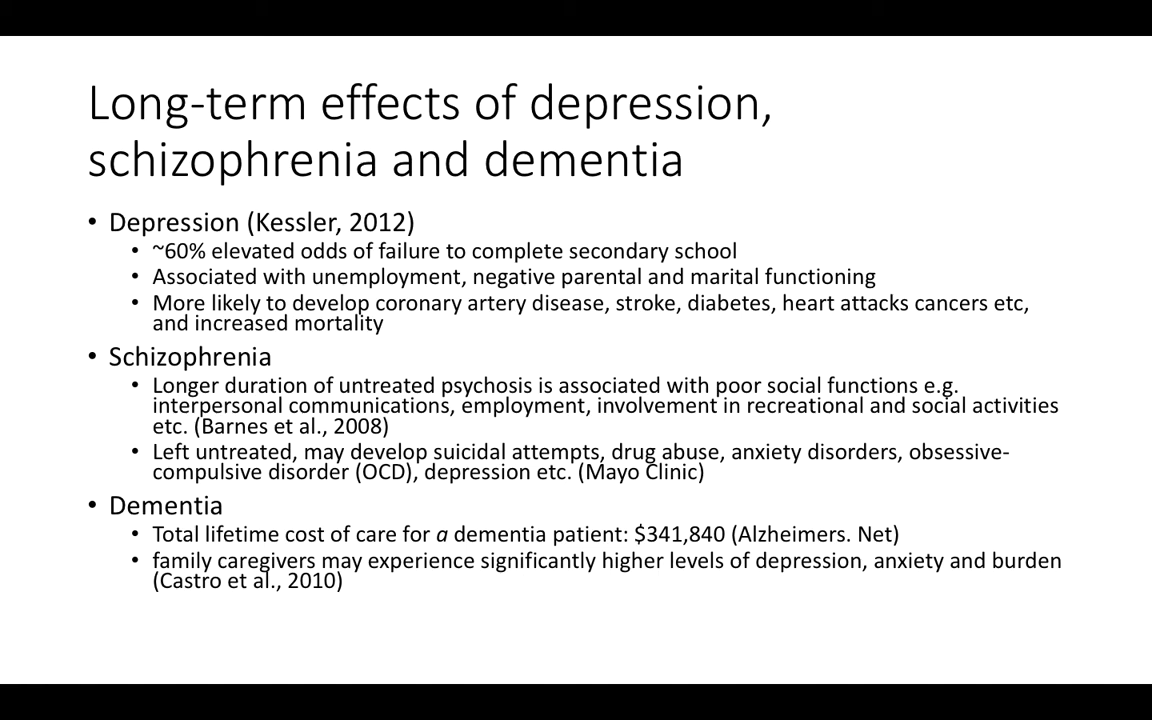 Long-term effects of depression,
schizophrenia and dementia
• Depression (Kessler, 2012)
• ~60% elevated odds of failure to complete secondary school
• Associated with unemployment, negative parental and marital functioning
• More likely to develop coronary artery disease, stroke, diabetes, heart attacks cancers etc,
and increased mortality
• Schizophrenia
• Longer duration of untreated psychosis is associated with poor social functions e.g.
interpersonal communications, employment, involvement in recreational and social activities
etc. (Barnes et al., 2008)
• Left untreated, may develop suicidal attempts, drug abuse, anxiety disorders, obsessive-
compulsive disorder (OCD), depression etc. (Mayo Clinic)
• Dementia
• Total lifetime cost of care for a dementia patient: $341,840 (Alzheimers. Net)
• family caregivers may experience significantly higher levels of depression, anxiety and burden
(Castro et al., 2010)